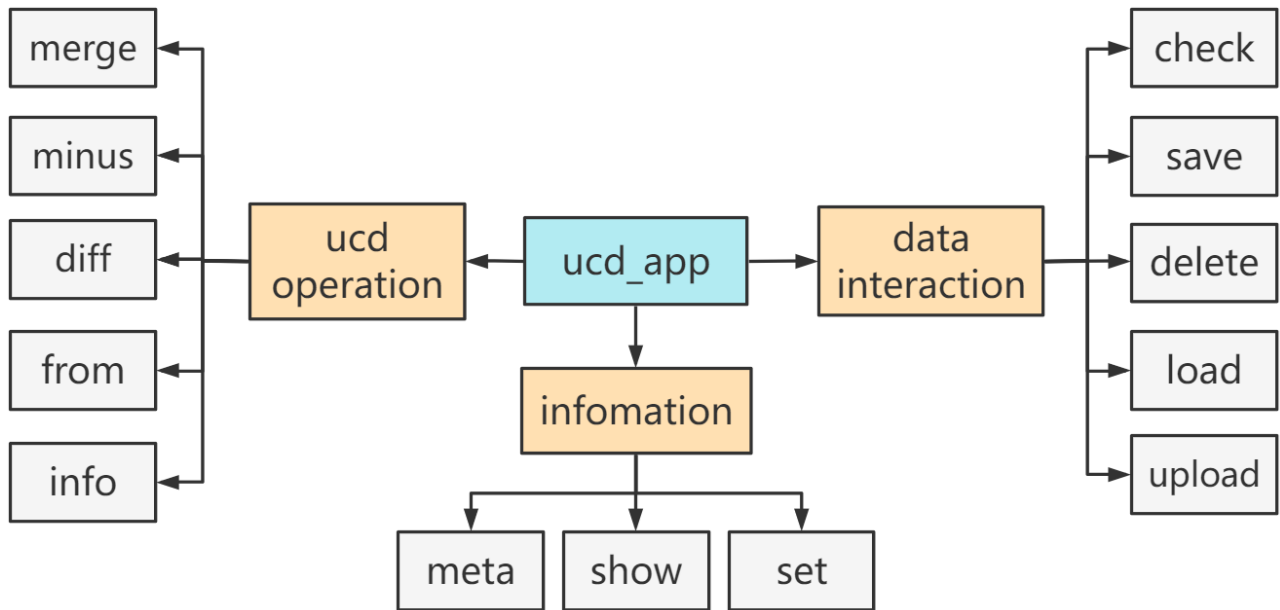 merge
minus
diff
from
info
ucd
operation
ucd_app
data
interaction
infomation
meta
show
set
check
save
delete
load
upload